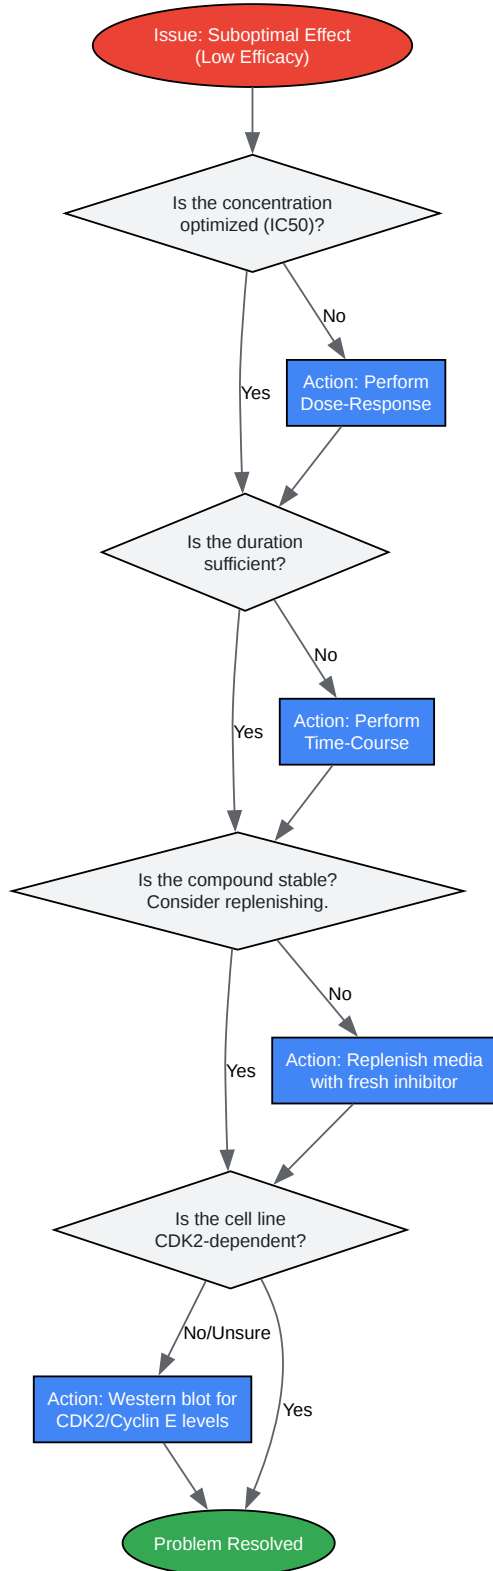 Issue: Suboptimal Effect
(Low Efficacy)
Is the concentration
optimized (IC50)?
No
Action: Perform
Dose-Response
Yes
Is the duration
sufficient?
No
Action: Perform
Time-Course
Yes
Is the compound stable?
Consider replenishing.
No
Action: Replenish media
with fresh inhibitor
Yes
Is the cell line
CDK2-dependent?
No/Unsure
Action: Western blot for
CDK2/Cyclin E levels
Yes
Problem Resolved